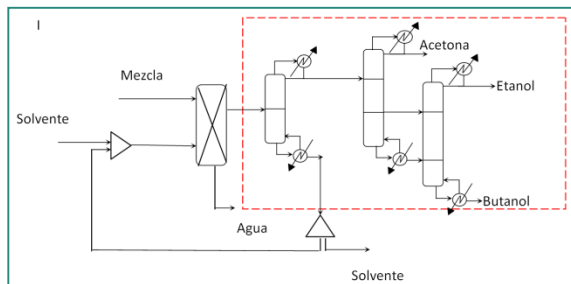 I
Acetona
Mezcla
Etanol
Solvente
Butanol
Agua
Solvente